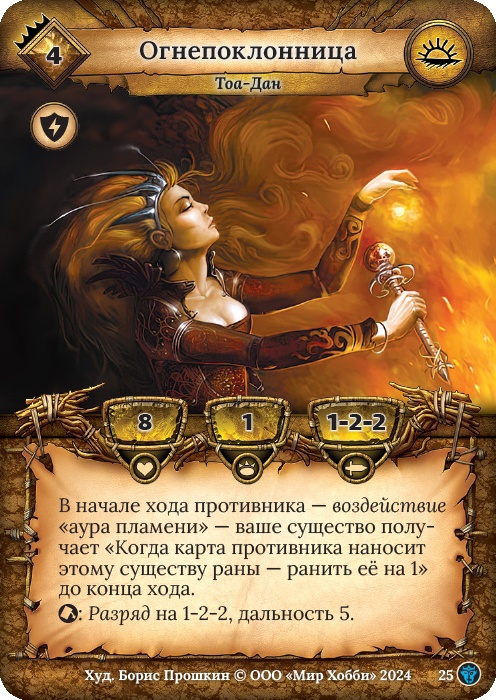 4
Огнепоклонница
Тоа-Дан
8 1 1-2-2
В начале хода противника — воздействие
«аура пламени» — ваше существо полу-
чает «Когда карта противника наносит
этому существу раны — ранить её на 1»
до конца хода.
: Разряд на 1-2-2, дальность 5.
Худ. Борис Прошкин © ООО «Мир Хобби» 2024 25